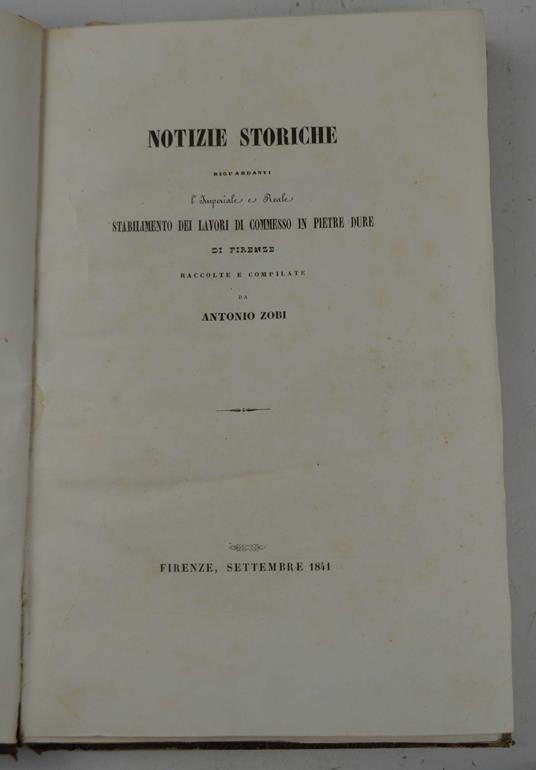 NOTIZIE STORICHE
RIGUARDANTI
l'Imperiale e Reale
STABILIMENTO DEI LAVORI DI COMMESSO IN PIETRE DURE
DI FIRENZE
RACCOLTE E COMPILATE
DA
ANTONIO ZOBI
FIRENZE, SETTEMBRE 1841